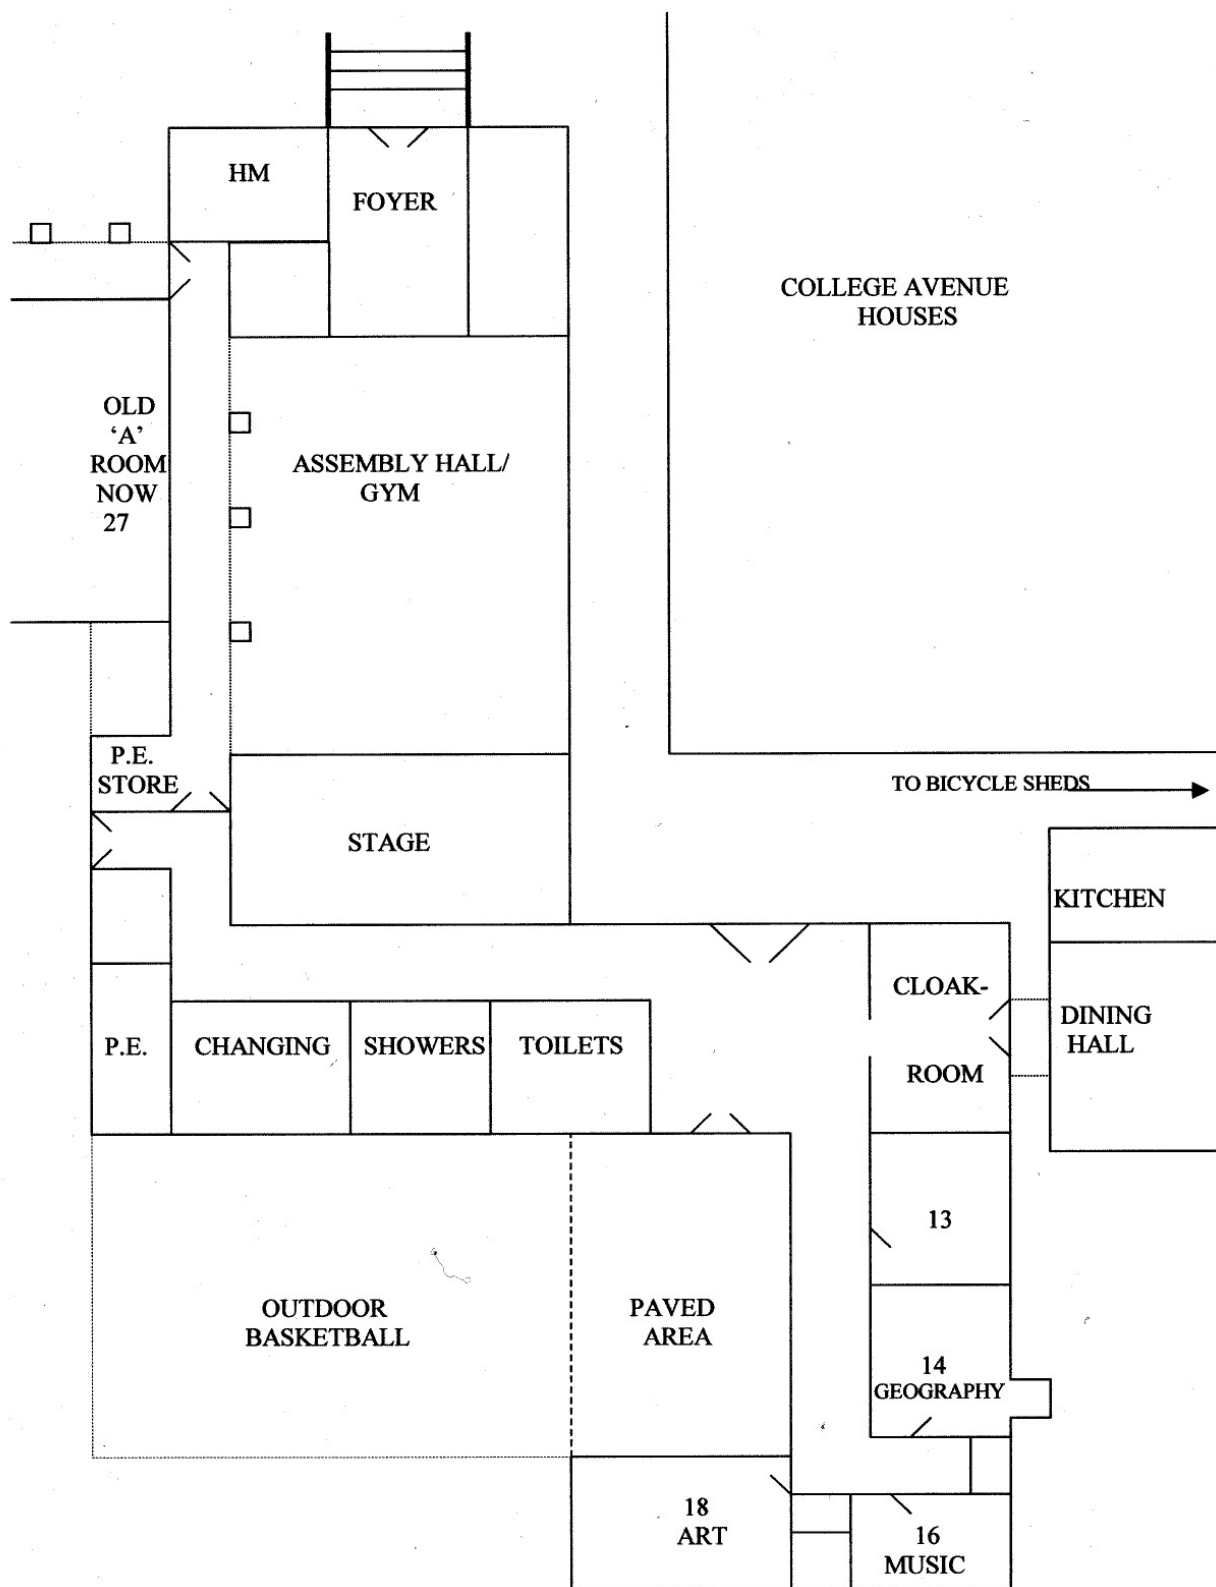 HM
FOYER
COLLEGE AVENUE
HOUSES
OLD
‘A’
ROOM
NOW
27
ASSEMBLY HALL/
GYM
P.E.
STORE
TO BICYCLE SHEDS
STAGE
KITCHEN
CLOAK-
ROOM
DINING
HALL
P.E.
CHANGING
SHOWERS
TOILETS
13
OUTDOOR
BASKETBALL
PAVED
AREA
14
GEOGRAPHY
18
ART
16
MUSIC